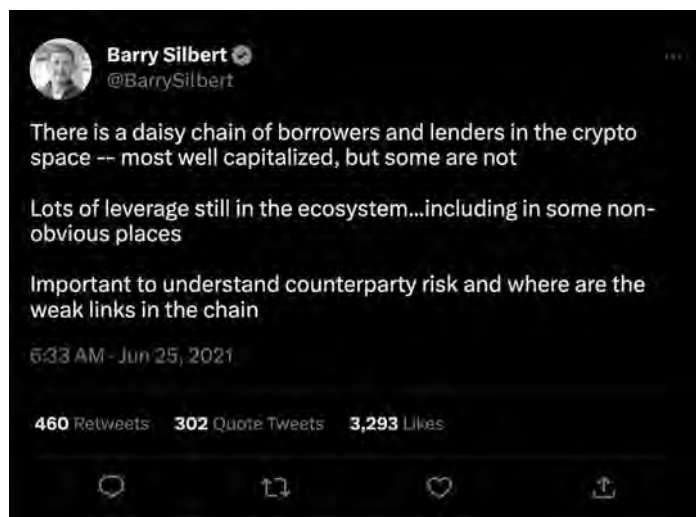 Barry Silbert
@BarrySilbert
There is a daisy chain of borrowers and lenders in the crypto
space -- most well capitalized, but some are not
Lots of leverage still in the ecosystem...including in some non-
obvious places
Important to understand counterparty risk and where are the
weak links in the chain
6:33 AM - Jun 25, 2021
460 Retweets 302 Quote Tweets 3,293 Likes